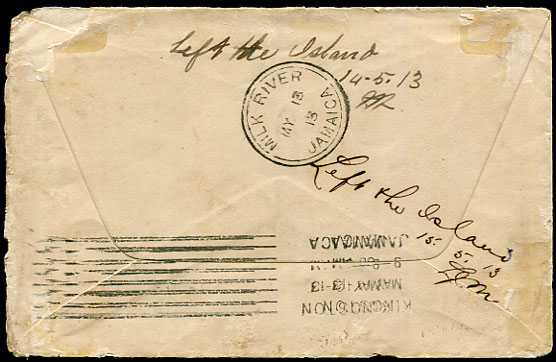 Left the Island
14-5-13
MILK RIVER
MY 13
13
JAMAICA
Left the Island
15-5-13
KINGSTON
MAY 13-13
JAMAICA